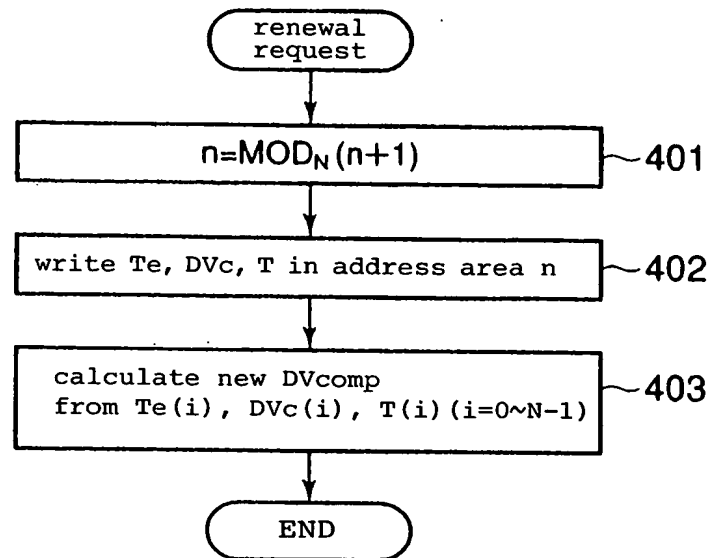 renewal
request
n=MOD_N(n+1)
401
write Te, DVc, T in address area n
402
calculate new DVcomp
from Te(i), DVc(i), T(i)(i=0~N-1)
403
END